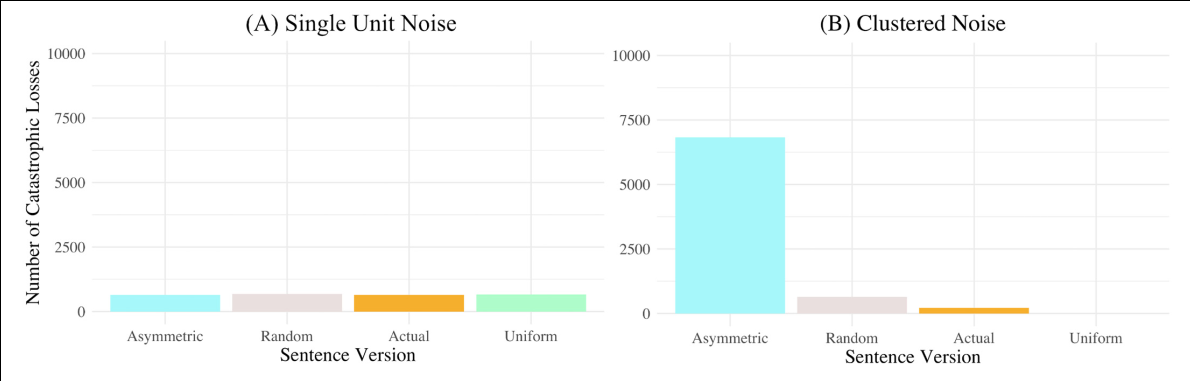 (A) Single Unit Noise
Number of Catastrophic Losses
10000
7500
5000
2500
0
Asymmetric Random Actual Uniform
Sentence Version
(B) Clustered Noise
10000
7500
5000
2500
0
Asymmetric Random Actual Uniform
Sentence Version